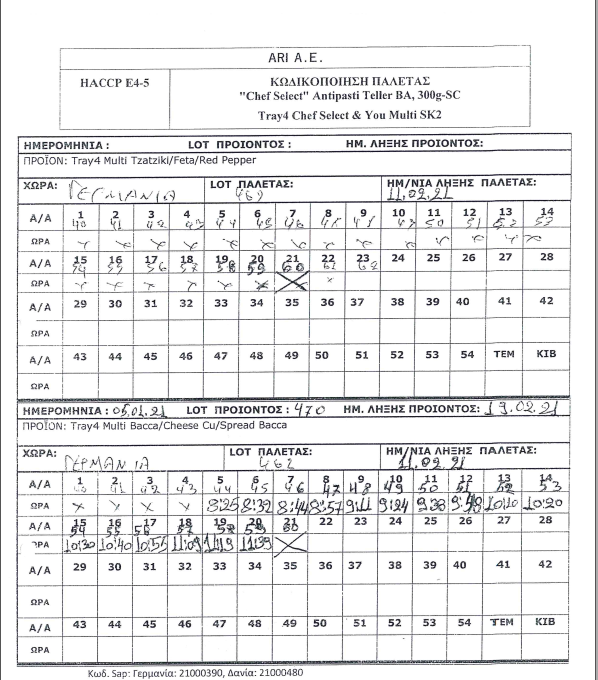 ARI A.E.
HACCP E4-5
ΚΩΔΙΚΟΠΟΙΗΣΗ ΠΑΛΕΤΑΣ
"Chef Select" Antipasti Teller BA, 300g-SC
Tray4 Chef Select & You Multi SK2
ΗΜΕΡΟΜΗΝΙΑ : LOT ΠΡΟΙΟΝΤΟΣ : ΗΜ. ΛΗΞΗΣ ΠΡΟΙΟΝΤΟΣ:
ΠΡΟΪΟΝ: Tray4 Multi Tzatziki/Feta/Red Pepper
ΧΩΡΑ: ΓΕΡΜΑΝΙΑ LOT ΠΑΛΕΤΑΣ: 462 ΗΜ/ΝΙΑ ΛΗΞΗΣ ΠΑΛΕΤΑΣ: 11.02.21
Α/Α 1 2 3 4 5 6 7 8 9 10 11 12 13 14
40 41 42 43 44 45 46 50 51 52 53
ΩΡΑ
Α/Α 15 16 17 18 19 20 21 22 23 24 25 26 27 28
54 55 56 57 58 59 60 61 62
ΩΡΑ
Α/Α 29 30 31 32 33 34 35 36 37 38 39 40 41 42
ΩΡΑ
Α/Α 43 44 45 46 47 48 49 50 51 52 53 54 ΤΕΜ ΚΙΒ
ΩΡΑ
ΗΜΕΡΟΜΗΝΙΑ : 05.01.21 LOT ΠΡΟΙΟΝΤΟΣ : 470 ΗΜ. ΛΗΞΗΣ ΠΡΟΙΟΝΤΟΣ: 19.02.21
ΠΡΟΪΟΝ: Tray4 Multi Bacca/Cheese Cu/Spread Bacca
ΧΩΡΑ: ΓΕΡΜΑΝΙΑ LOT ΠΑΛΕΤΑΣ: 462 ΗΜ/ΝΙΑ ΛΗΞΗΣ ΠΑΛΕΤΑΣ: 11.02.21
Α/Α 1 2 3 4 5 6 7 8 9 10 11 12 13 14
40 41 42 43 44 45 46 47 48 49 50 51 52 53
ΩΡΑ x x x x 8:25 8:32 8:44 8:57 9:11 9:24 9:38 9:49 10:10 10:20
Α/Α 15 16 17 18 19 20 21 22 23 24 25 26 27 28
54 55 56 57 58 59 60
ΩΡΑ 10:30 10:40 10:55 11:09 11:19 11:39
Α/Α 29 30 31 32 33 34 35 36 37 38 39 40 41 42
ΩΡΑ
Α/Α 43 44 45 46 47 48 49 50 51 52 53 54 ΤΕΜ ΚΙΒ
ΩΡΑ
Κωδ. Sap: Γερμανία: 21000390, Δανία: 21000480